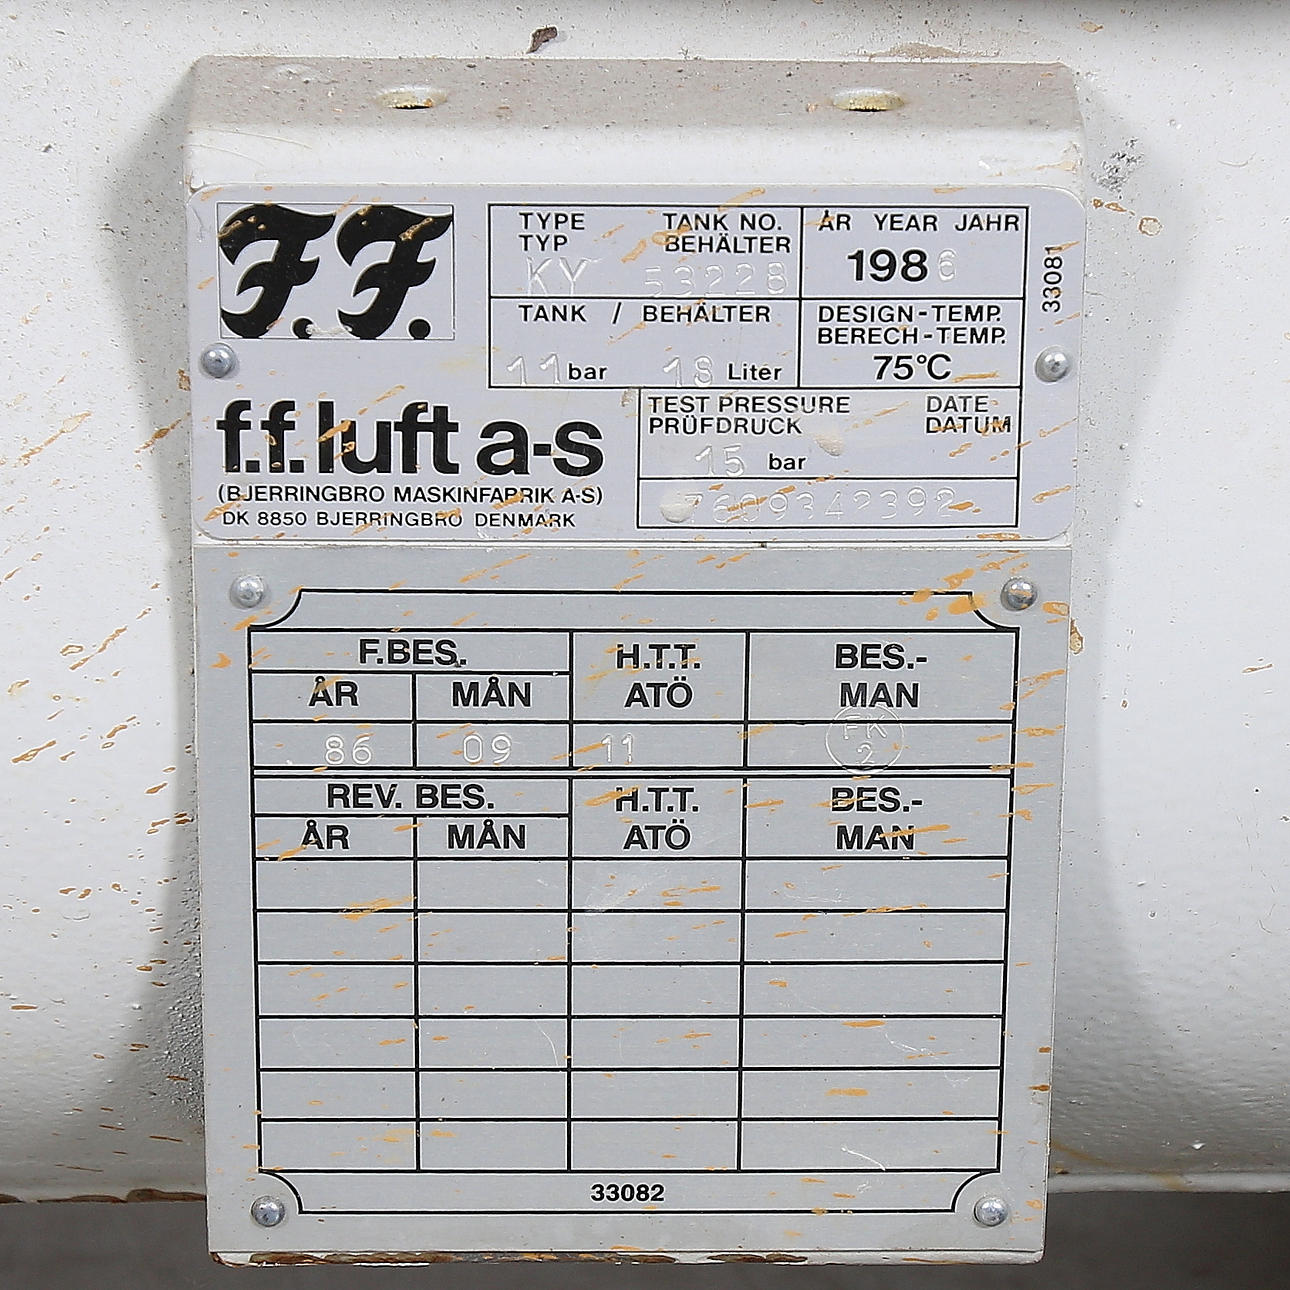 F.F.
TYPE TANK NO.
TYP BEHÄLTER
KY 53228
ÅR YEAR JAHR
1986
33081
TANK / BEHÄLTER
11 bar 18 Liter
DESIGN-TEMP.
BERECH-TEMP.
75°C
f.f. luft a-s
(BJERRINGBRO MASKINFABRIK A-S)
DK 8850 BJERRINGBRO DENMARK
TEST PRESSURE DATE
PRÜFDRUCK DATUM
15 bar
7609342392
F.BES. H.T.T. BES.-
ÅR MÅN ATÖ MAN
86 09 11 FK
2
REV. BES. H.T.T. BES.-
ÅR MÅN ATÖ MAN
33082